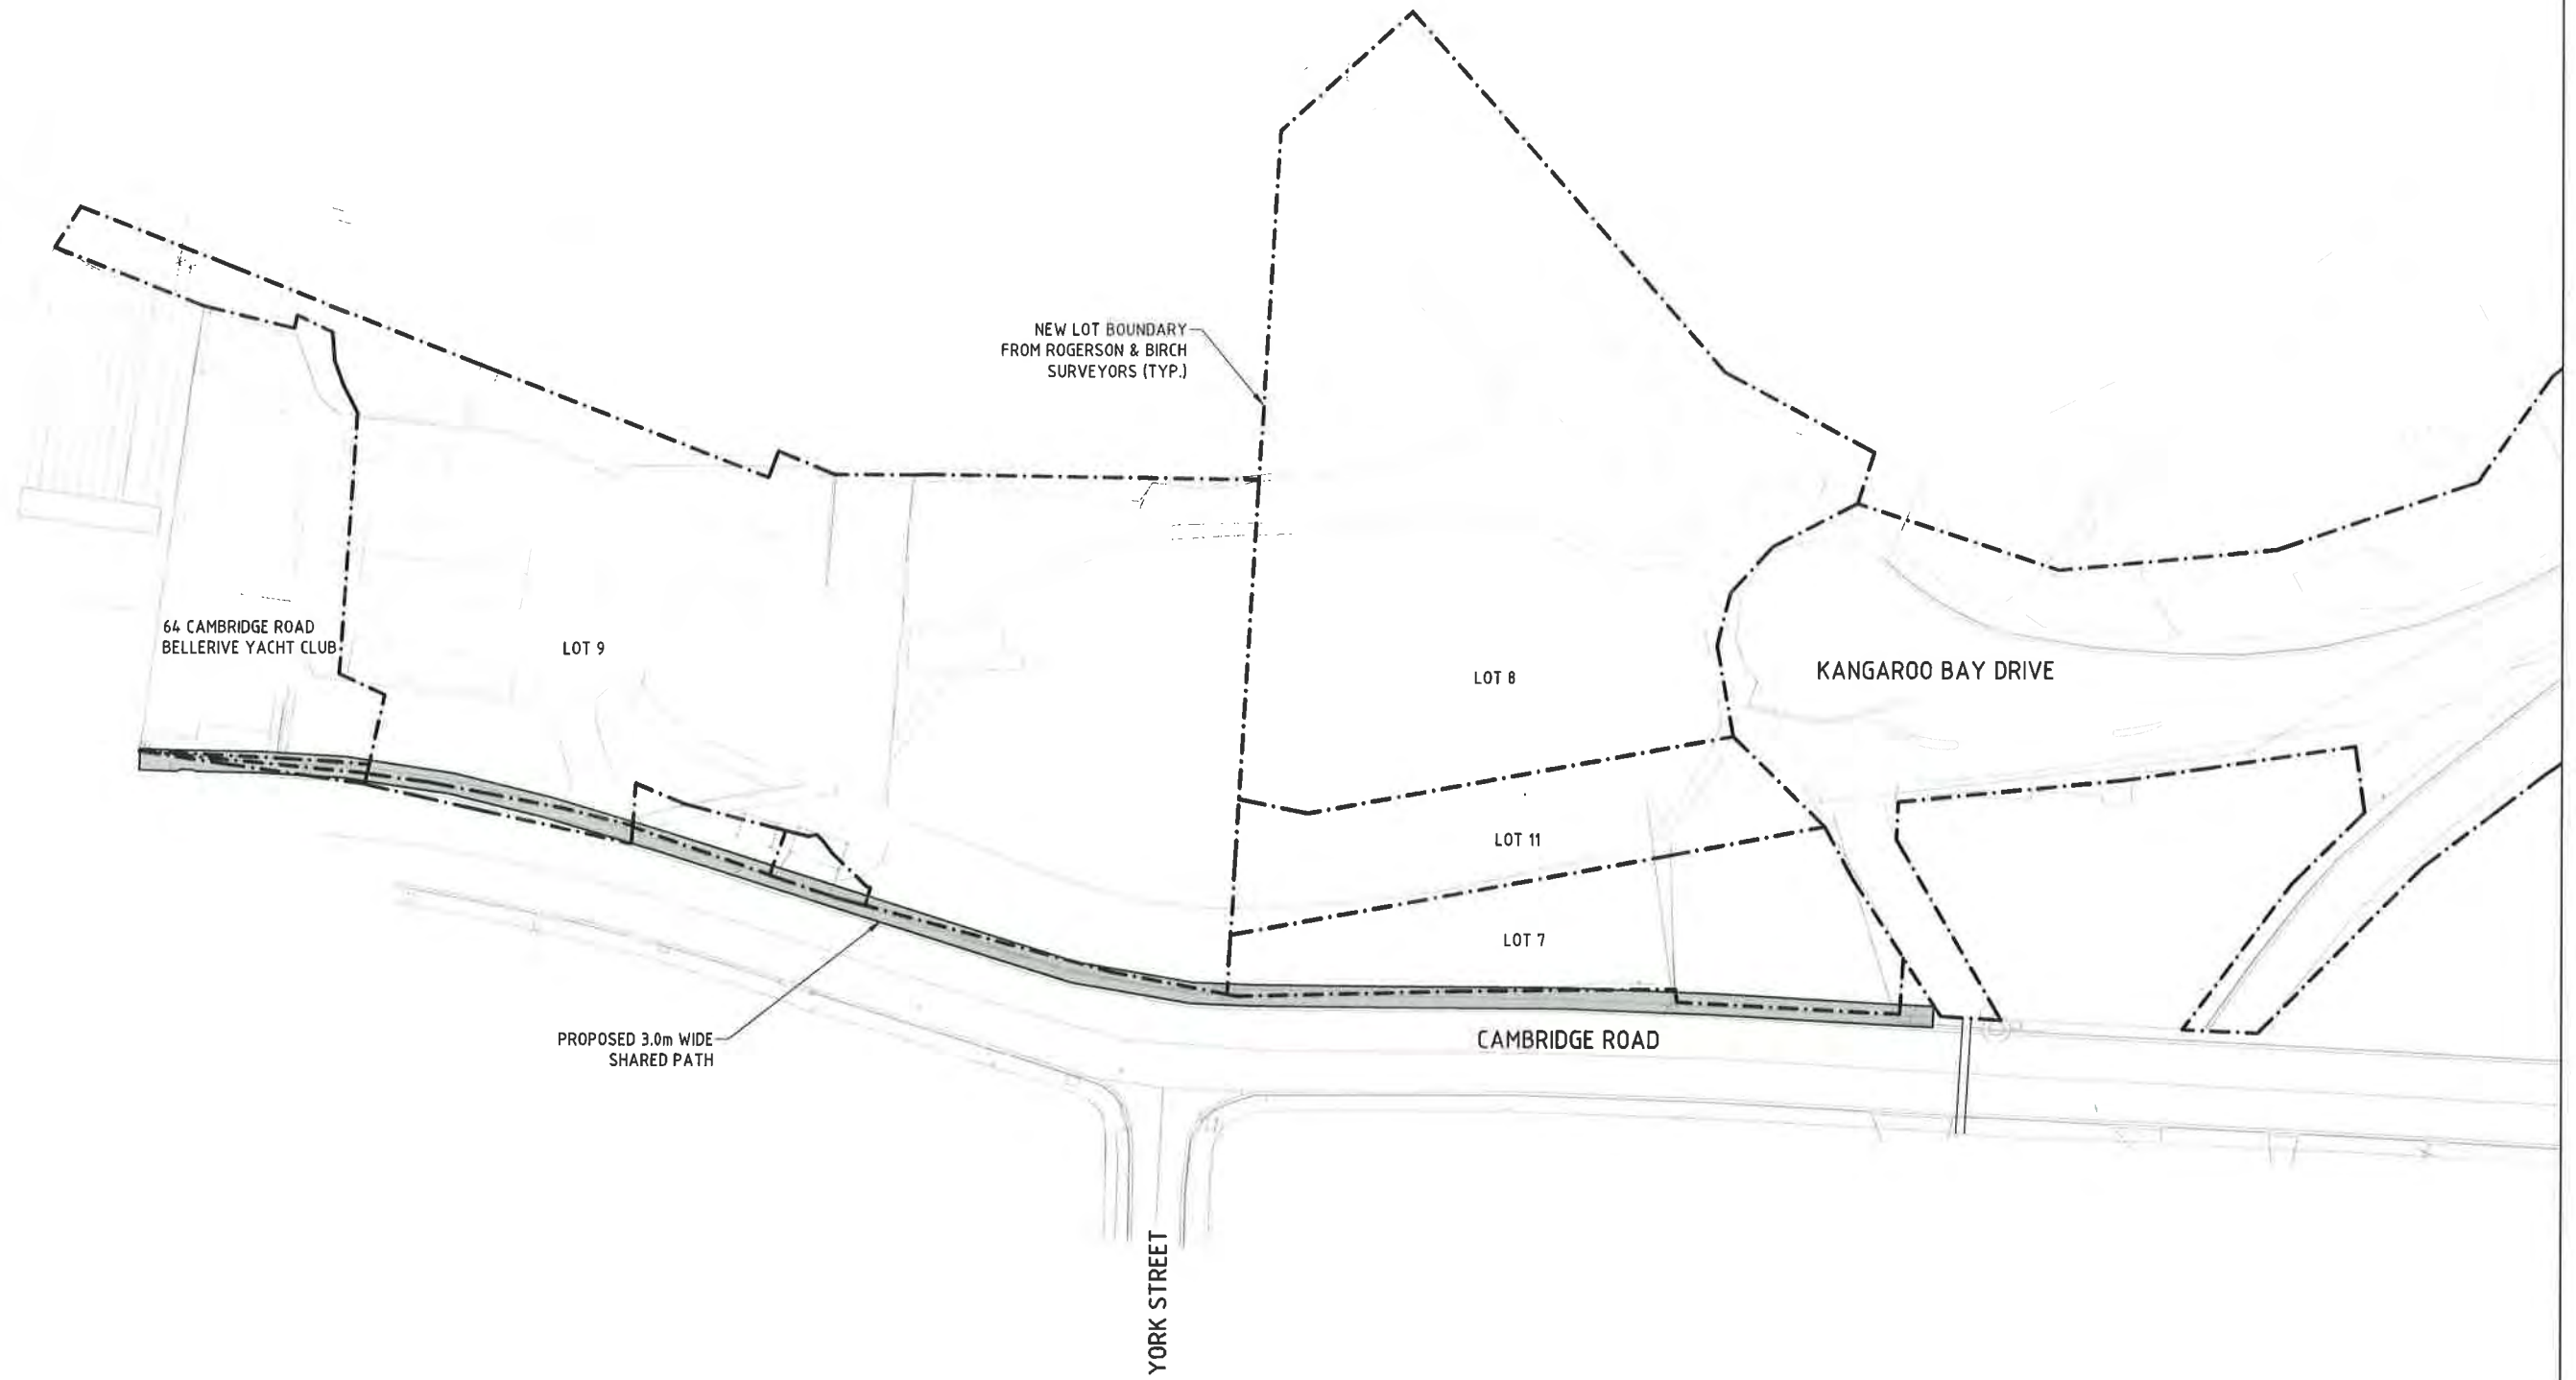 NEW LOT BOUNDARY
FROM ROGERSON & BIRCH
SURVEYORS (TYP.)
64 CAMBRIDGE ROAD
BELLERIVE YACHT CLUB
LOT 9
LOT 8
KANGAROO BAY DRIVE
LOT 11
LOT 7
PROPOSED 3.0m WIDE
SHARED PATH
CAMBRIDGE ROAD
YORK STREET